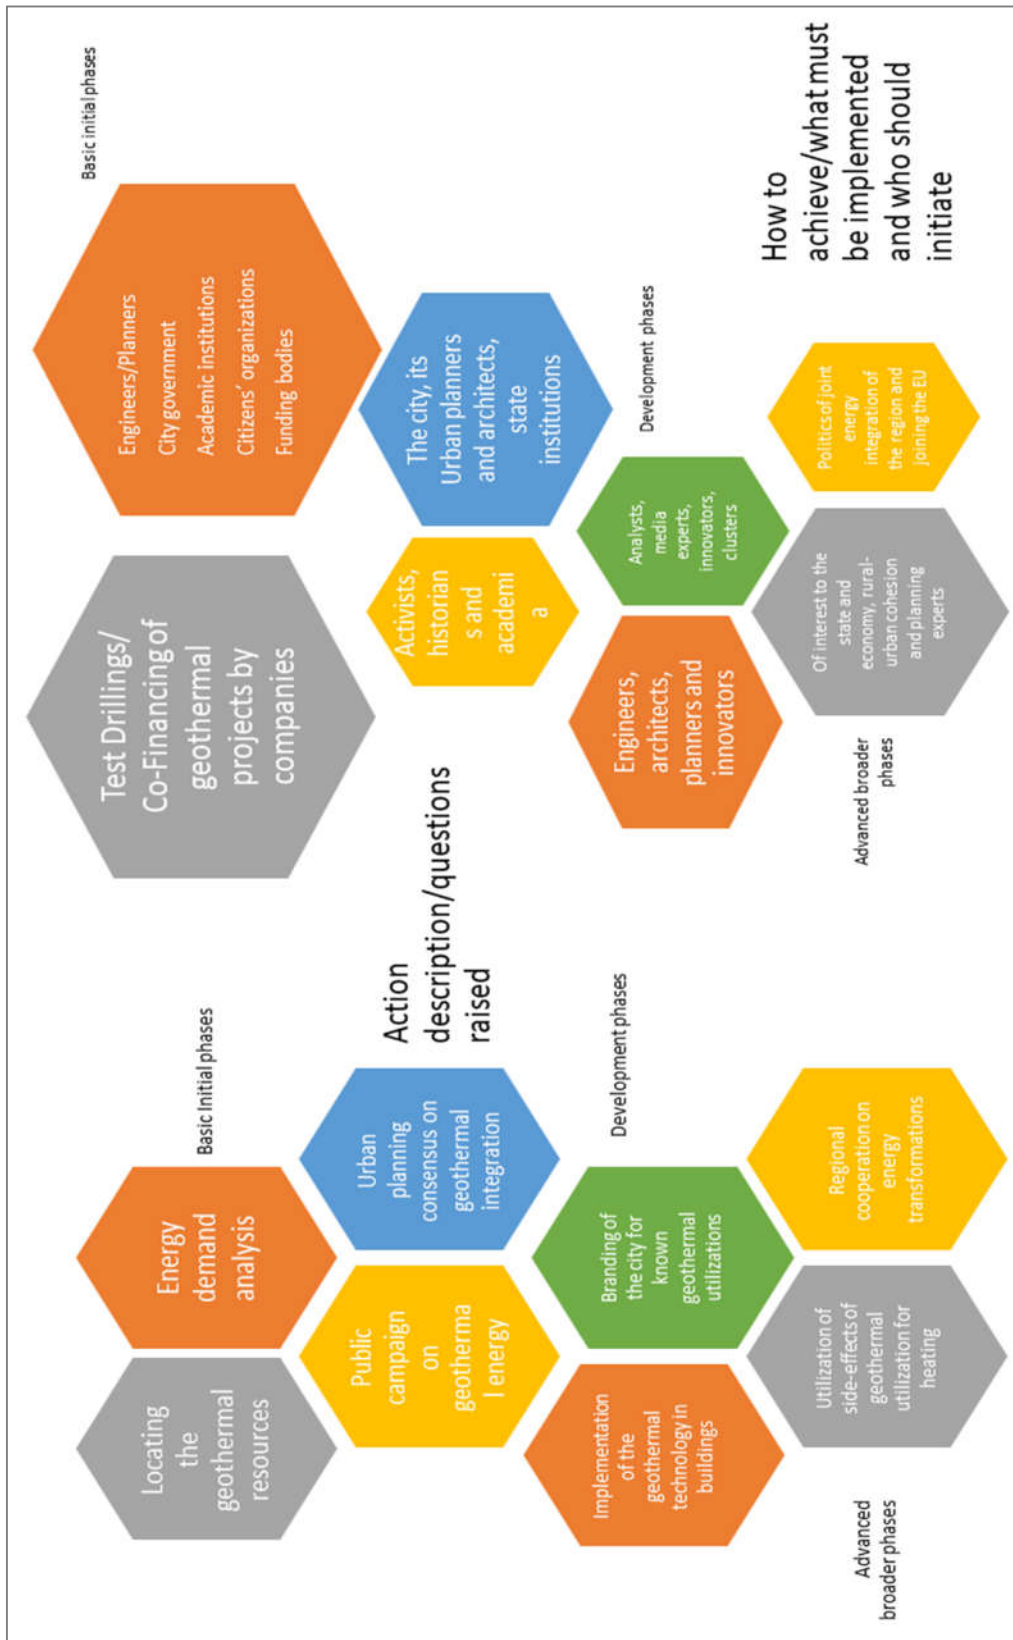 Locating
the
geothermal
resources
Energy
demand
analysis
Basic Initial phases
Public
campaign
on
geotherma
l energy
Urban
planning
consensus on
geothermal
integration
Action
description/questions
raised
Implementation
of the
geothermal
technology in
buildings
Branding of
the city for
known
geothermal
utilizations
Development phases
Advanced
broader phases
Utilization of
side-effects of
geothermal
utilization for
heating
Regional
cooperation on
energy
transformations
Test Drillings/
Co-Financing of
geothermal
projects by
companies
Engineers/Planners
City government
Academic institutions
Citizens' organizations
Funding bodies
Basic initial phases
Activists,
historian
s and
academi
a
The city, its
Urban planners
and architects,
state
institutions
Engineers,
architects,
planners and
innovators
Analysts,
media
experts,
innovators,
clusters
Development phases
Advanced broader
phases
Of interest to the
state and
economy, rural-
urban cohesion
and planning
experts
Politics of joint
energy
integration of
the region and
joining the EU
How to
achieve/what must
be implemented
and who should
initiate